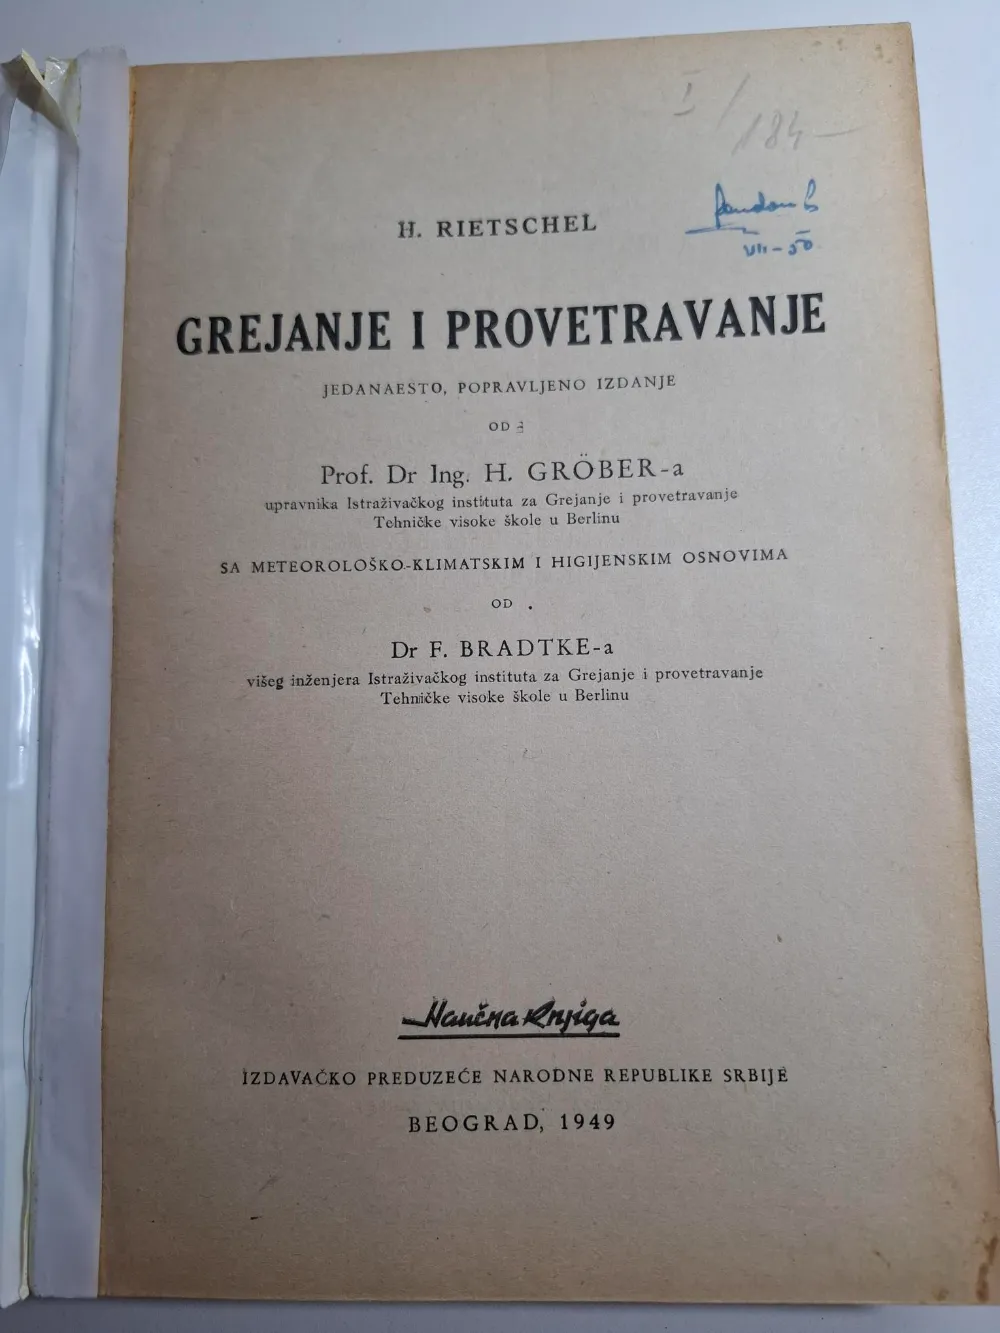 I / 184-
VII-50
H. RIETSCHEL
GREJANJE I PROVETRAVANJE
JEDANAESTO, POPRAVLJENO IZDANJE
OD
Prof. Dr Ing. H. GRÖBER-a
upravnika Istraživačkog instituta za Grejanje i provetravanje
Tehničke visoke škole u Berlinu
SA METEOROLOŠKO-KLIMATSKIM I HIGIJENSKIM OSNOVIMA
OD
Dr F. BRADTKE-a
višeg inženjera Istraživačkog instituta za Grejanje i provetravanje
Tehničke visoke škole u Berlinu
Naučna Knjiga
IZDAVAČKO PREDUZEĆE NARODNE REPUBLIKE SRBIJE
BEOGRAD, 1949